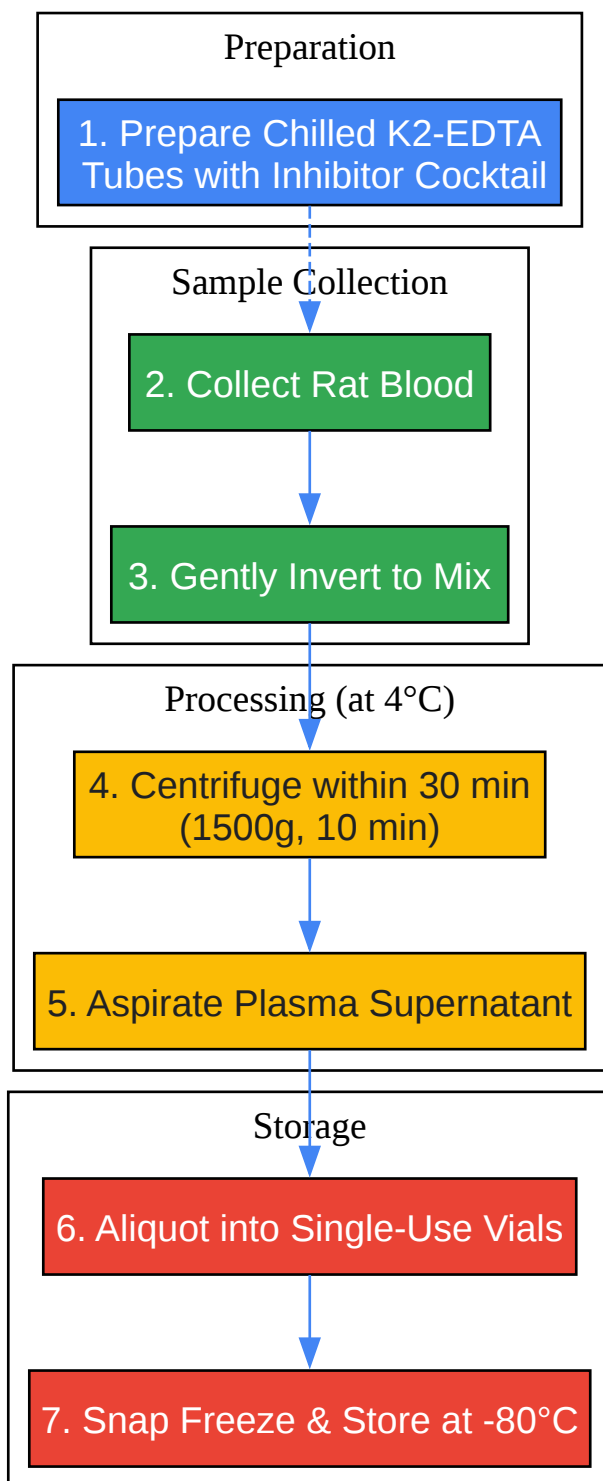 Preparation
1. Prepare Chilled K2-EDTA
Tubes with Inhibitor Cocktail
Sample Collection
2. Collect Rat Blood
3. Gently Invert to Mix
Processing (at 4°C)
4. Centrifuge within 30 min
(1500g, 10 min)
5. Aspirate Plasma Supernatant
Storage
6. Aliquot into Single-Use Vials
7. Snap Freeze & Store at -80°C